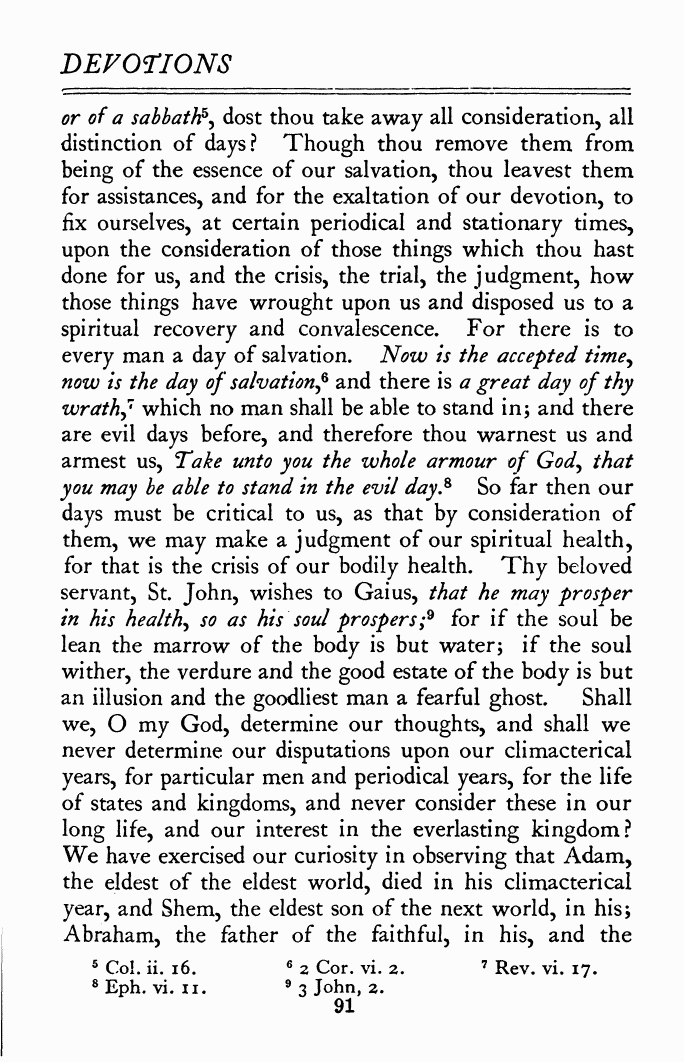 DEVOTIONS
or of a sabbath⁵, dost thou take away all consideration, all
distinction of days? Though thou remove them from
being of the essence of our salvation, thou leavest them
for assistances, and for the exaltation of our devotion, to
fix ourselves, at certain periodical and stationary times,
upon the consideration of those things which thou hast
done for us, and the crisis, the trial, the judgment, how
those things have wrought upon us and disposed us to a
spiritual recovery and convalescence. For there is to
every man a day of salvation. Now is the accepted time,
now is the day of salvation,⁶ and there is a great day of thy
wrath,⁷ which no man shall be able to stand in; and there
are evil days before, and therefore thou warnest us and
armest us, Take unto you the whole armour of God, that
you may be able to stand in the evil day.⁸ So far then our
days must be critical to us, as that by consideration of
them, we may make a judgment of our spiritual health,
for that is the crisis of our bodily health. Thy beloved
servant, St. John, wishes to Gaius, that he may prosper
in his health, so as his soul prospers;⁹ for if the soul be
lean the marrow of the body is but water; if the soul
wither, the verdure and the good estate of the body is but
an illusion and the goodliest man a fearful ghost. Shall
we, O my God, determine our thoughts, and shall we
never determine our disputations upon our climacterical
years, for particular men and periodical years, for the life
of states and kingdoms, and never consider these in our
long life, and our interest in the everlasting kingdom?
We have exercised our curiosity in observing that Adam,
the eldest of the eldest world, died in his climacterical
year, and Shem, the eldest son of the next world, in his;
Abraham, the father of the faithful, in his, and the
⁵ Col. ii. 16. ⁶ 2 Cor. vi. 2. ⁷ Rev. vi. 17.
⁸ Eph. vi. 11. ⁹ 3 John, 2.
91